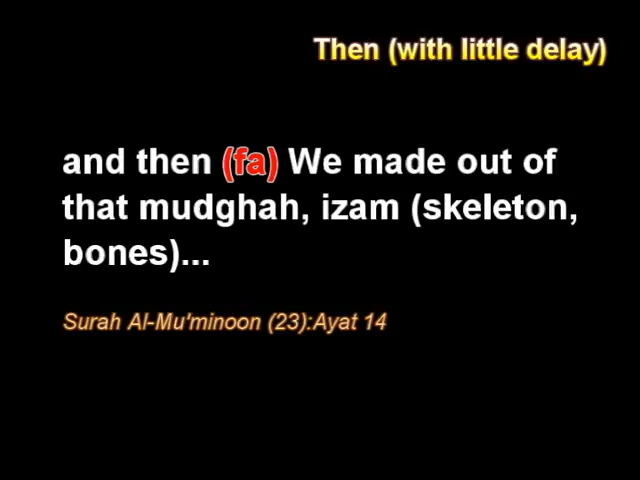 Then (with little delay)
and then (fa) We made out of
that mudghah, izam (skeleton,
bones)...
Surah Al-Mu'minoon (23):Ayat 14